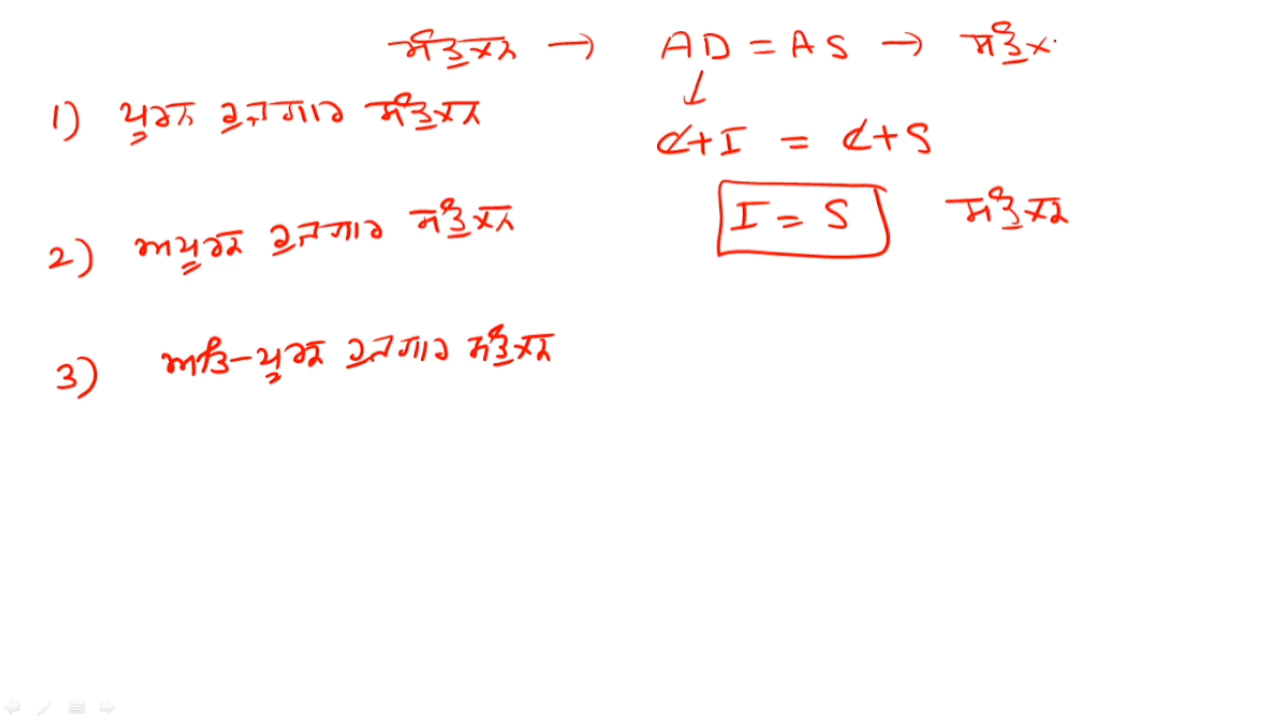 ਸੰਤੁਲਨ → AD = AS → ਸੰਤੁਲ
↓
1) ਪੂਰਨ ਰੁਜ਼ਗਾਰ ਸੰਤੁਲਨ
C+I = C+S
I = S ਸੰਤੁਲਨ
2) ਅਪੂਰਨ ਰੁਜ਼ਗਾਰ ਸੰਤੁਲਨ
3) ਅਤਿ-ਪੂਰਨ ਰੁਜ਼ਗਾਰ ਸੰਤੁਲਨ